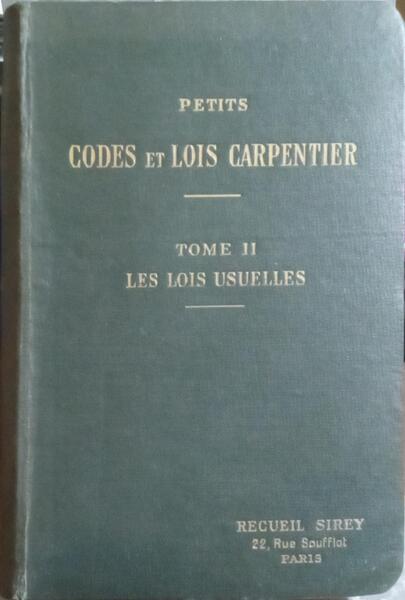 PETITS
CODES ET LOIS CARPENTIER
TOME II
LES LOIS USUELLES
RECUEIL SIREY
22, Rue Soufflot
PARIS